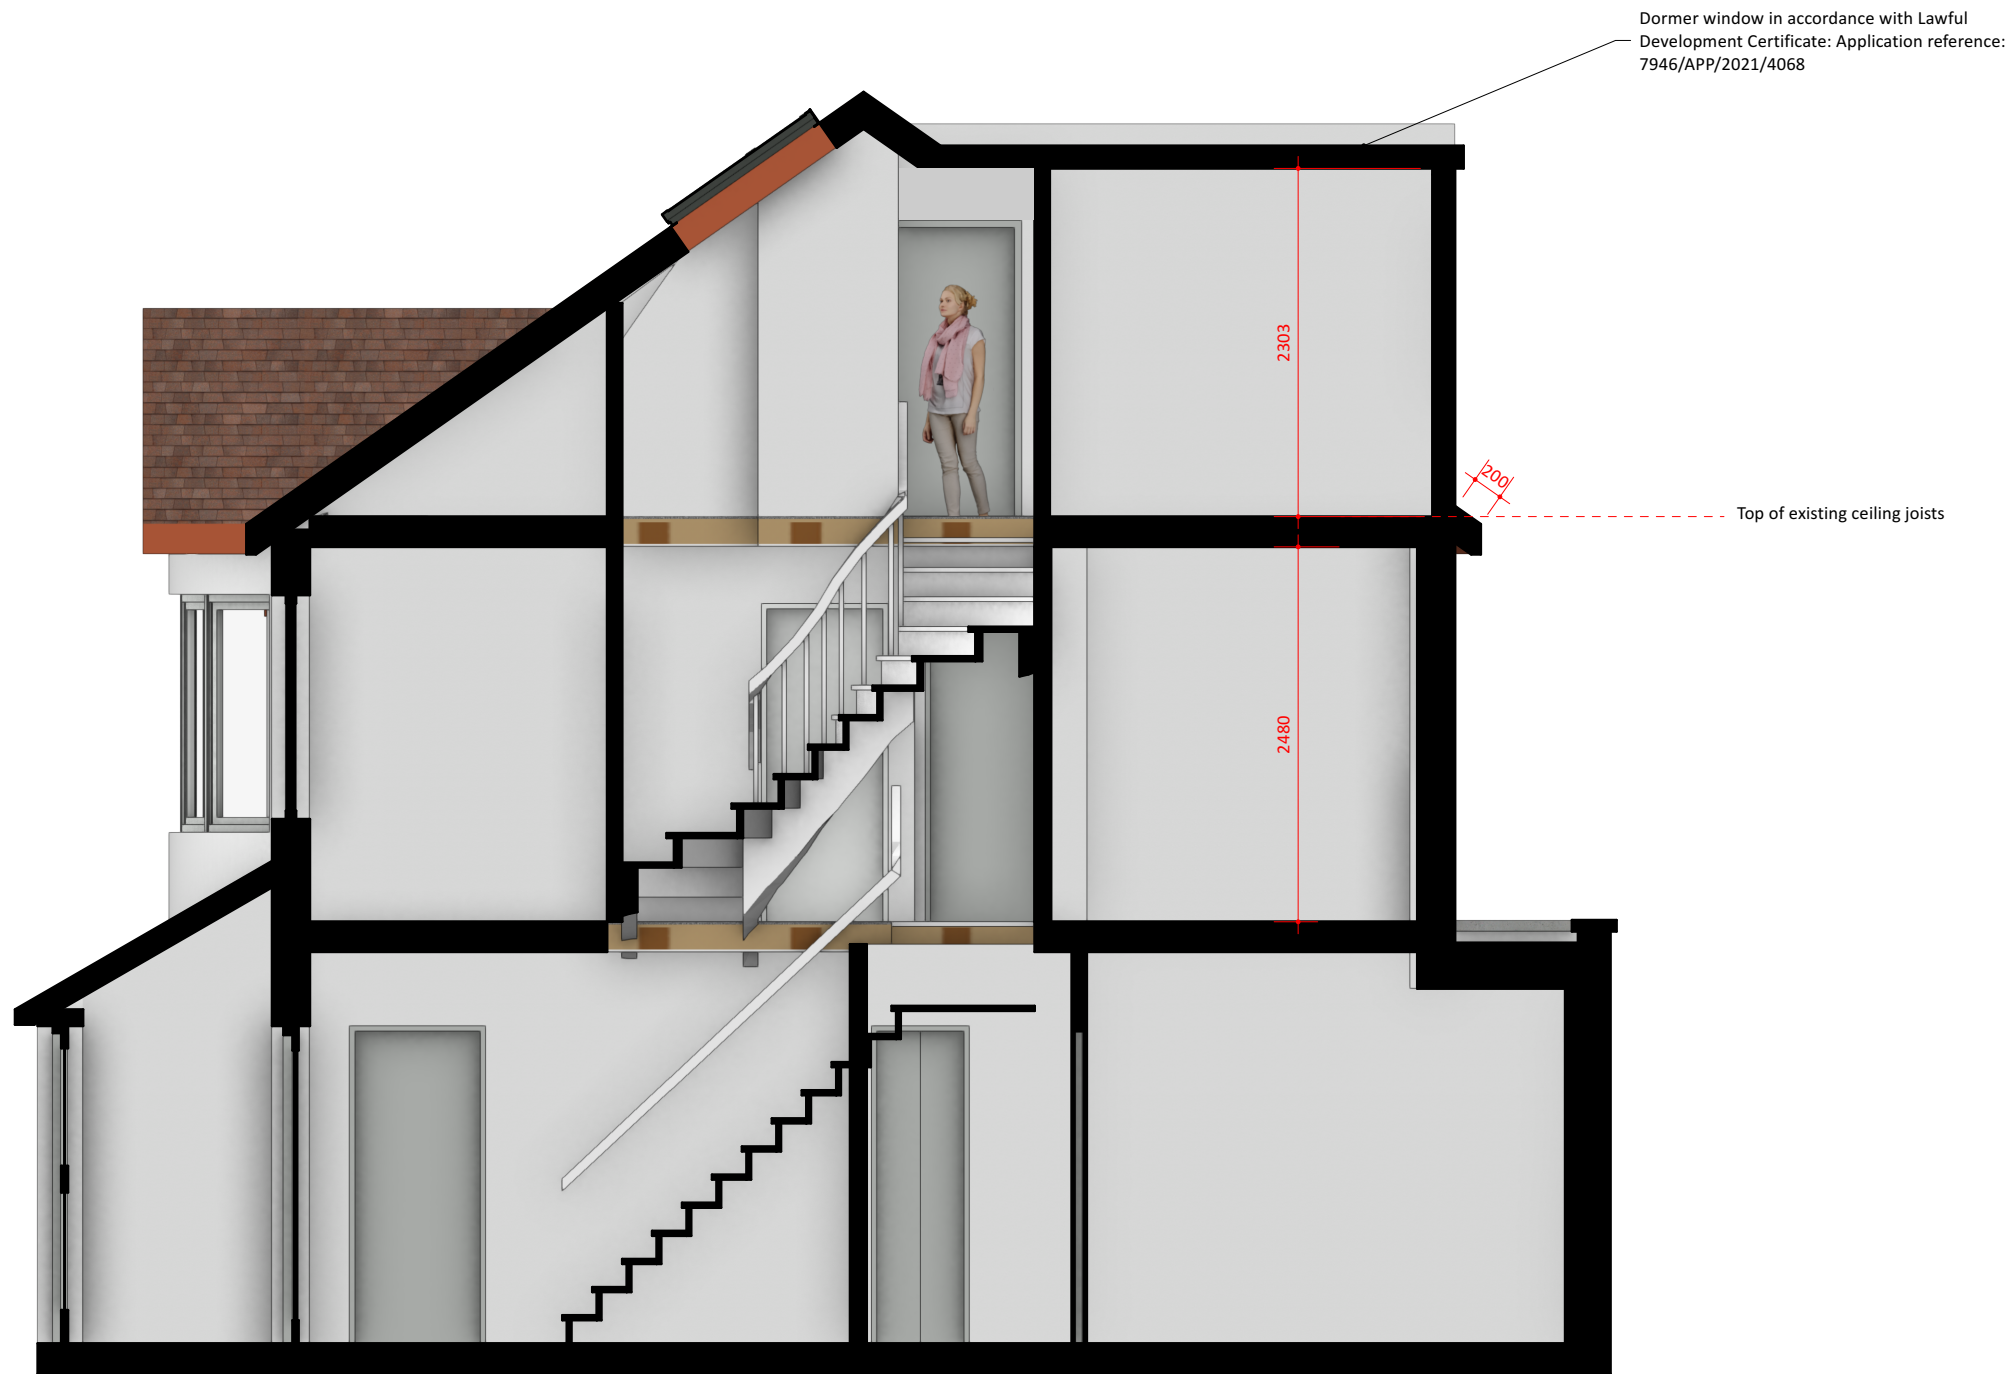 Dormer window in accordance with Lawful
Development Certificate: Application reference:
7946/APP/2021/4068
2303
200
Top of existing ceiling joists
2480